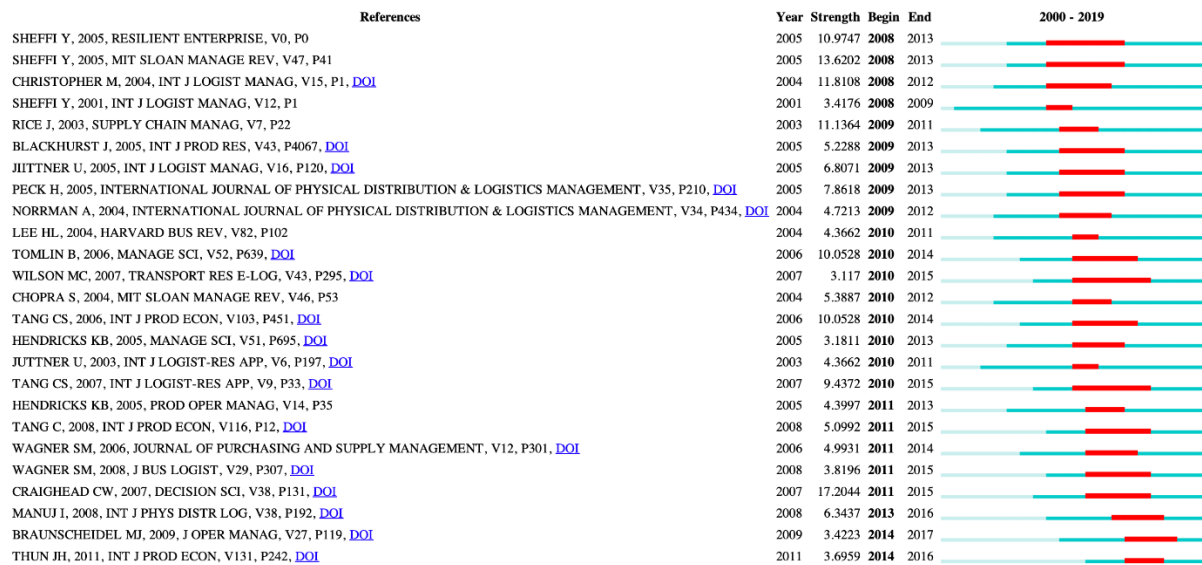 References Year Strength Begin End 2000 - 2019
SHEFFI Y, 2005, RESILIENT ENTERPRISE, V0, P0 2005 10.9747 2008 2013
SHEFFI Y, 2005, MIT SLOAN MANAGE REV, V47, P41 2005 13.6202 2008 2013
CHRISTOPHER M, 2004, INT J LOGIST MANAG, V15, P1, DOI 2004 11.8108 2008 2012
SHEFFI Y, 2001, INT J LOGIST MANAG, V12, P1 2001 3.4176 2008 2009
RICE J, 2003, SUPPLY CHAIN MANAG, V7, P22 2003 11.1364 2009 2011
BLACKHURST J, 2005, INT J PROD RES, V43, P4067, DOI 2005 5.2288 2009 2013
JIITTNER U, 2005, INT J LOGIST MANAG, V16, P120, DOI 2005 6.8071 2009 2013
PECK H, 2005, INTERNATIONAL JOURNAL OF PHYSICAL DISTRIBUTION & LOGISTICS MANAGEMENT, V35, P210, DOI 2005 7.8618 2009 2013
NORRMAN A, 2004, INTERNATIONAL JOURNAL OF PHYSICAL DISTRIBUTION & LOGISTICS MANAGEMENT, V34, P434, DOI 2004 4.7213 2009 2012
LEE HL, 2004, HARVARD BUS REV, V82, P102 2004 4.3662 2010 2011
TOMLIN B, 2006, MANAGE SCI, V52, P639, DOI 2006 10.0528 2010 2014
WILSON MC, 2007, TRANSPORT RES E-LOG, V43, P295, DOI 2007 3.117 2010 2015
CHOPRA S, 2004, MIT SLOAN MANAGE REV, V46, P53 2004 5.3887 2010 2012
TANG CS, 2006, INT J PROD ECON, V103, P451, DOI 2006 10.0528 2010 2014
HENDRICKS KB, 2005, MANAGE SCI, V51, P695, DOI 2005 3.1811 2010 2013
JUTTNER U, 2003, INT J LOGIST-RES APP, V6, P197, DOI 2003 4.3662 2010 2011
TANG CS, 2007, INT J LOGIST-RES APP, V9, P33, DOI 2007 9.4372 2010 2015
HENDRICKS KB, 2005, PROD OPER MANAG, V14, P35 2005 4.3997 2011 2013
TANG C, 2008, INT J PROD ECON, V116, P12, DOI 2008 5.0992 2011 2015
WAGNER SM, 2006, JOURNAL OF PURCHASING AND SUPPLY MANAGEMENT, V12, P301, DOI 2006 4.9931 2011 2014
WAGNER SM, 2008, J BUS LOGIST, V29, P307, DOI 2008 3.8196 2011 2015
CRAIGHEAD CW, 2007, DECISION SCI, V38, P131, DOI 2007 17.2044 2011 2015
MANUJ I, 2008, INT J PHYS DISTR LOG, V38, P192, DOI 2008 6.3437 2013 2016
BRAUNSCHEIDEL MJ, 2009, J OPER MANAG, V27, P119, DOI 2009 3.4223 2014 2017
THUN JH, 2011, INT J PROD ECON, V131, P242, DOI 2011 3.6959 2014 2016